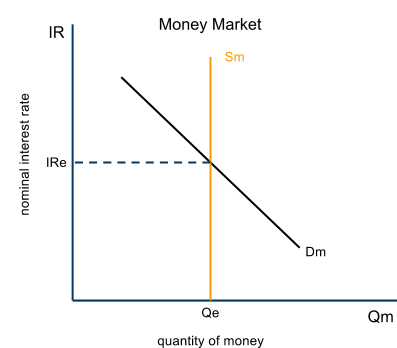 Money Market
IR
Sm
nominal interest rate
IRe
Dm
Qe
Qm
quantity of money